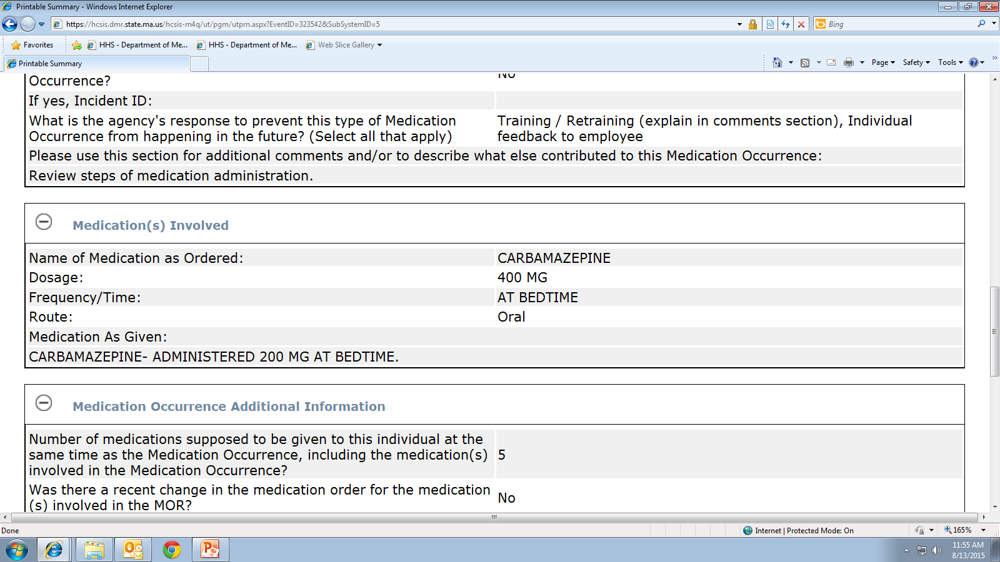 Printable Summary - Windows Internet Explorer
https://hcsis.dmr.state.ma.us/hcsis-m4q/ut/pgm/utprn.aspx?EventID=323542&SubSystemID=5
Bing
Favorites
HHS - Department of Me...
HHS - Department of Me...
Web Slice Gallery
Printable Summary
Page
Safety
Tools
No
Occurrence?
If yes, Incident ID:
What is the agency's response to prevent this type of Medication
Occurrence from happening in the future? (Select all that apply)
Training / Retraining (explain in comments section), Individual
feedback to employee
Please use this section for additional comments and/or to describe what else contributed to this Medication Occurrence:
Review steps of medication administration.
Medication(s) Involved
Name of Medication as Ordered:
CARBAMAZEPINE
Dosage:
400 MG
Frequency/Time:
AT BEDTIME
Route:
Oral
Medication As Given:
CARBAMAZEPINE- ADMINISTERED 200 MG AT BEDTIME.
Medication Occurrence Additional Information
Number of medications supposed to be given to this individual at the
same time as the Medication Occurrence, including the medication(s)
involved in the Medication Occurrence?
5
Was there a recent change in the medication order for the medication
(s) involved in the MOR?
No
Done
Internet | Protected Mode: On
165%
11:55 AM
8/13/2015